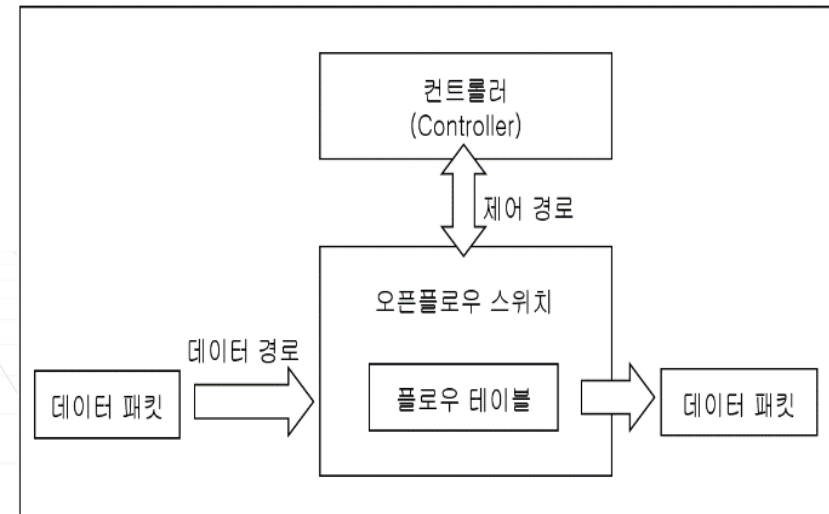 컨트롤러
(Controller)
제어 경로
오픈플로우 스위치
데이터 경로
데이터 패킷
플로우 테이블
데이터 패킷